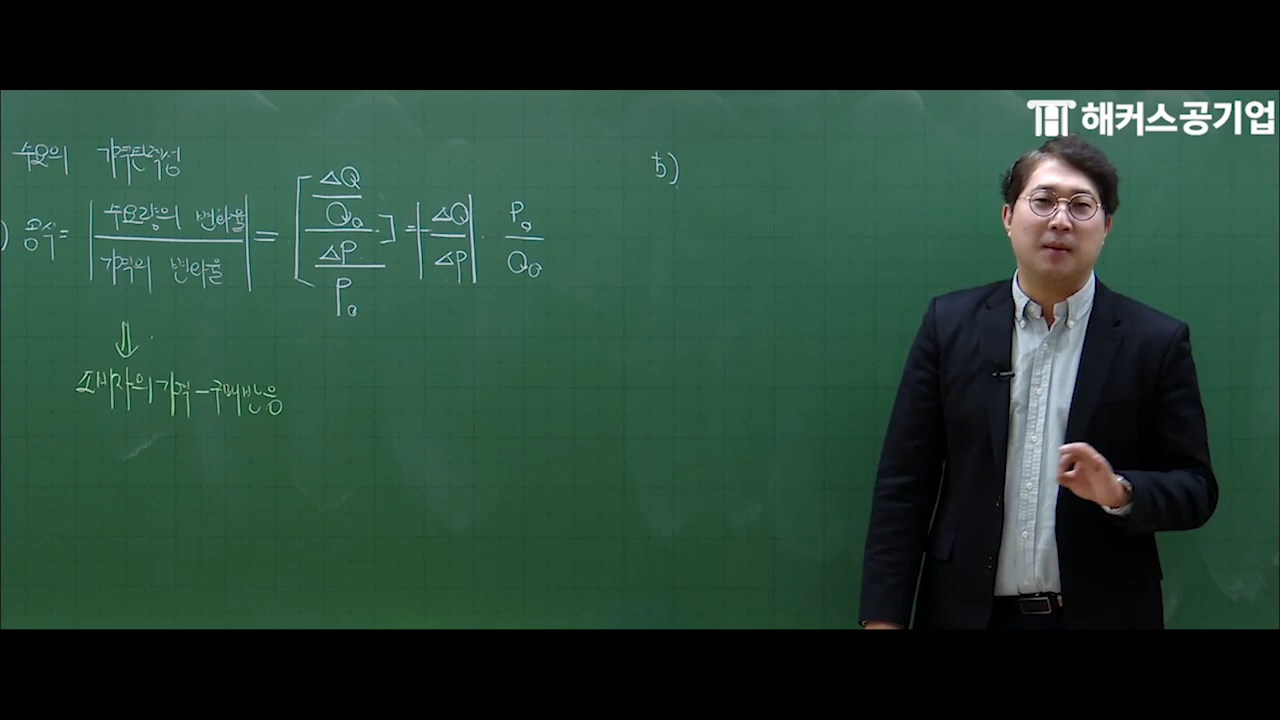 해커스공기업
수요의 가격탄력성
) 공식 = | 수요량의 변화율 / 가격의 변화율 | = [ ΔQ/Q₀ / ΔP/P₀ ] = | -ΔQ/ΔP | · P₀/Q₀
b)
⇓
소비자의 가격-구매반응